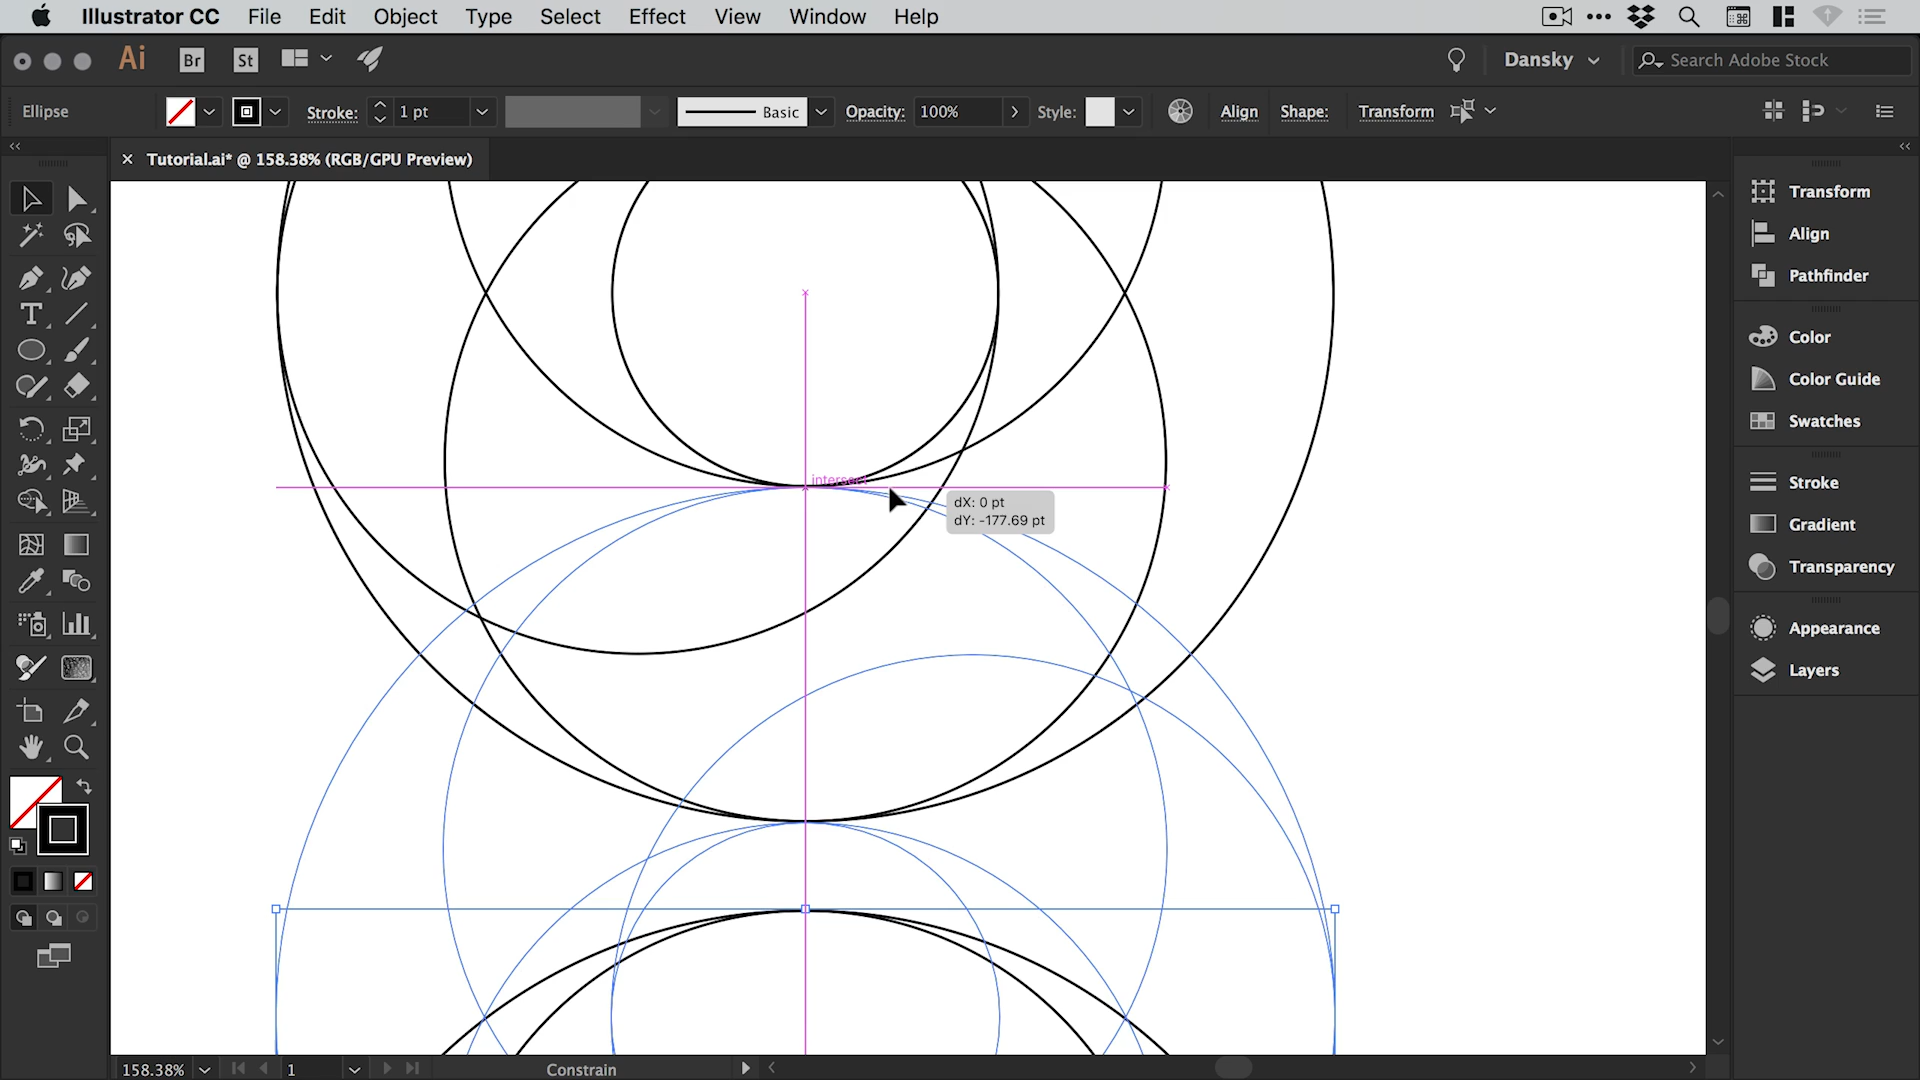 Illustrator CC File Edit Object Type Select Effect View Window Help
Ai Br St Dansky Search Adobe Stock
Ellipse Stroke: 1 pt Basic Opacity: 100% Style: Align Shape: Transform
Tutorial.ai* @ 158.38% (RGB/GPU Preview)
Transform
Align
Pathfinder
Color
Color Guide
Swatches
intersect
Stroke
dX: 0 pt
dY: -177.69 pt
Gradient
Transparency
Appearance
Layers
158.38% 1 Constrain